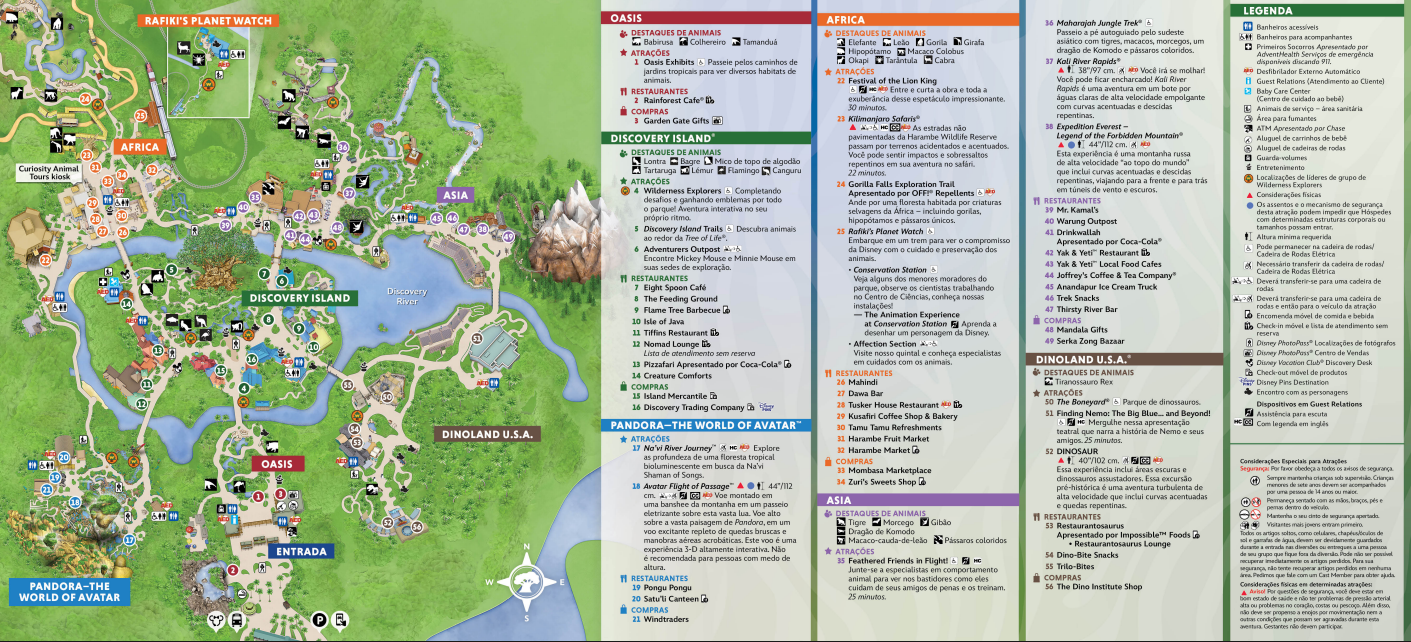 RAFIKI'S PLANET WATCH
AFRICA
Curiosity Animal
Tours kiosk
ASIA
DISCOVERY ISLAND
Discovery
River
DINOLAND U.S.A.
OASIS
ENTRADA
PANDORA—THE
WORLD OF AVATAR
N
W
E
S
P
OASIS
DESTAQUES DE ANIMAIS
Babirusa Colhereiro Tamanduá
ATRAÇÕES
1 Oasis Exhibits Passeie pelos caminhos de
jardins tropicais para ver diversos habitats de
animais.
RESTAURANTES
2 Rainforest Cafe®
COMPRAS
3 Garden Gate Gifts
DISCOVERY ISLAND®
DESTAQUES DE ANIMAIS
Lontra Bagre Mico de topo de algodão
Tartaruga Lêmur Flamingo Canguru
ATRAÇÕES
4 Wilderness Explorers Completando
desafios e ganhando emblemas por todo
o parque! Aventura interativa no seu
próprio ritmo.
5 Discovery Island Trails Descubra animais
ao redor da Tree of Life®.
6 Adventurers Outpost
Encontre Mickey Mouse e Minnie Mouse em
suas sedes de exploração.
RESTAURANTES
7 Eight Spoon Café
8 The Feeding Ground
9 Flame Tree Barbecue
10 Isle of Java
11 Tiffins Restaurant
12 Nomad Lounge
Lista de atendimento sem reserva
13 Pizzafari Apresentado por Coca-Cola®
14 Creature Comforts
COMPRAS
15 Island Mercantile
16 Discovery Trading Company
PANDORA—THE WORLD OF AVATAR™
ATRAÇÕES
17 Na'vi River Journey™ HC AED Explore
as profundeza de uma floresta tropical
bioluminescente em busca da Na'vi
Shaman of Songs.
18 Avatar Flight of Passage™ 44"/112
cm. AED Voe montado em
uma banshee da montanha em um passeio
eletrizante sobre esta vasta lua. Voe alto
sobre a vasta paisagem de Pandora, em um
voo excitante repleto de quedas bruscas e
manobras aéreas acrobáticas. Este voo é uma
experiência 3-D altamente interativa. Não
é recomendada para pessoas com medo de
altura.
RESTAURANTES
19 Pongu Pongu
20 Satu'li Canteen
COMPRAS
21 Windtraders
AFRICA
DESTAQUES DE ANIMAIS
Elefante Leão Gorila Girafa
Hipopótamo Macaco Colobus
Okapi Tarântula Cabra
ATRAÇÕES
22 Festival of the Lion King
HC AED Entre e curta a obra e toda a
exuberância desse espetáculo impressionante.
30 minutos.
23 Kilimanjaro Safaris®
HC AED As estradas não
pavimentadas da Harambe Wildlife Reserve
passam por terrenos acidentados e acentuados.
Você pode sentir impactos e sobressaltos
repentinos em sua aventura no safári.
22 minutos.
24 Gorilla Falls Exploration Trail
Apresentado por OFF!® Repellents AED
Ande por uma floresta habitada por criaturas
selvagens da África — incluindo gorilas,
hipopótamos e pássaros únicos.
25 Rafiki's Planet Watch
Embarque em um trem para ver o compromisso
da Disney com o cuidado e preservação dos
animais.
• Conservation Station
Veja alguns dos menores moradores do
parque, observe os cientistas trabalhando
no Centro de Ciências, conheça nossas
instalações!
— The Animation Experience
at Conservation Station Aprenda a
desenhar um personagem da Disney.
• Affection Section
Visite nosso quintal e conheça especialistas
em cuidados com os animais.
RESTAURANTES
26 Mahindi
27 Dawa Bar
28 Tusker House Restaurant AED
29 Kusafiri Coffee Shop & Bakery
30 Tamu Tamu Refreshments
31 Harambe Fruit Market
32 Harambe Market
COMPRAS
33 Mombasa Marketplace
34 Zuri's Sweets Shop
ASIA
DESTAQUES DE ANIMAIS
Tigre Morcego Gibão
Dragão de Komodo
Macaco-cauda-de-leão Pássaros coloridos
ATRAÇÕES
35 Feathered Friends in Flight! HC
Junte-se a especialistas em comportamento
animal para ver nos bastidores como eles
cuidam de seus amigos de penas e os treinam.
25 minutos.
36 Maharajah Jungle Trek®
Passeio a pé autoguiado pelo sudeste
asiático com tigres, macacos, morcegos, um
dragão de Komodo e pássaros coloridos.
37 Kali River Rapids®
38"/97 cm. AED Você irá se molhar!
Você pode ficar encharcado! Kali River
Rapids é uma aventura em um bote por
águas claras de alta velocidade empolgante
com curvas acentuadas e descidas
repentinas.
38 Expedition Everest –
Legend of the Forbidden Mountain®
44"/112 cm. AED
Esta experiência é uma montanha russa
de alta velocidade "ao topo do mundo"
que inclui curvas acentuadas e descidas
repentinas, viajando para a frente e para trás
em túneis de vento e escuros.
RESTAURANTES
39 Mr. Kamal's
40 Warung Outpost
41 Drinkwallah
Apresentado por Coca-Cola®
42 Yak & Yeti™ Restaurant
43 Yak & Yeti™ Local Food Cafes
44 Joffrey's Coffee & Tea Company®
45 Anandapur Ice Cream Truck
46 Trek Snacks
47 Thirsty River Bar
COMPRAS
48 Mandala Gifts
49 Serka Zong Bazaar
DINOLAND U.S.A.®
DESTAQUES DE ANIMAIS
Tiranossauro Rex
ATRAÇÕES
50 The Boneyard® Parque de dinossauros.
51 Finding Nemo: The Big Blue... and Beyond!
HC AED Mergulhe nessa apresentação
teatral que narra a história de Nemo e seus
amigos. 25 minutos.
52 DINOSAUR
40"/102 cm. AED
Essa experiência inclui áreas escuras e
dinossauros assustadores. Essa excursão
pré-histórica é uma aventura turbulenta de
alta velocidade que inclui curvas acentuadas
e quedas repentinas.
RESTAURANTES
53 Restaurantosaurus
Apresentado por Impossible™ Foods
• Restaurantosaurus Lounge
54 Dino-Bite Snacks
55 Trilo-Bites
COMPRAS
56 The Dino Institute Shop
LEGENDA
Banheiros acessíveis
Banheiros para acompanhantes
Primeiros Socorros Apresentado por
AdventHealth Serviços de emergência
disponíveis discando 911.
AED Desfibrilador Externo Automático
Guest Relations (Atendimento ao Cliente)
Baby Care Center
(Centro de cuidado ao bebê)
Animais de serviço – área sanitária
Área para fumantes
ATM Apresentado por Chase
Aluguel de carrinhos de bebê
Aluguel de cadeiras de rodas
Guarda-volumes
Entretenimento
Localizações de líderes de grupo de
Wilderness Explorers
Considerações físicas
Os assentos e o mecanismo de segurança
desta atração podem impedir que Hóspedes
com determinadas estruturas corporais ou
tamanhos possam entrar.
Altura mínima requerida
Pode permanecer na cadeira de rodas/
Cadeira de Rodas Elétrica
Necessário transferir da cadeira de rodas/
Cadeira de Rodas Elétrica
Deverá transferir-se para uma cadeira de
rodas
Deverá transferir-se para uma cadeira de
rodas e então para o veículo da atração
Encomenda móvel de comida e bebida
Check-in móvel e lista de atendimento sem
reserva
Disney PhotoPass® Localizações de fotógrafos
Disney PhotoPass® Centro de Vendas
Disney Vacation Club® Discovery Desk
Check-out móvel de produtos
Disney Pins Destination
Encontro com as personagens
Dispositivos em Guest Relations
Assistência para escuta
HC CC Com legenda em inglês
Considerações Especiais para Atrações
Segurança: Por favor obedeça a todos os avisos de segurança.
Sempre mantenha crianças sob supervisão. Crianças
menores de sete anos devem ser acompanhados
por uma pessoa de 14 anos ou maior.
Permaneça sentado com as mãos, braços, pés e
pernas dentro do veículo.
Mantenha o seu cinto de segurança apertado.
Visitantes mais jovens entram primeiro.
Todos os artigos soltos, como celulares, chapéus/óculos de
sol e garrafas de água, devem ser devidamente guardados
durante a entrada nas diversões ou entregues a uma pessoa
de seu grupo que fique fora da diversão. Pode não ser possível
recuperar imediatamente os artigos perdidos. Para sua
segurança, não tente recuperar artigos perdidos em nenhuma
área. Pedimos que fale com um Cast Member para obter ajuda.
Considerações físicas em determinadas atrações:
Aviso! Por questões de segurança, você deve estar em
bom estado de saúde e não ter problemas de pressão arterial
alta ou problemas no coração, costas ou pescoço. Além disso,
não deve ser propenso a enjoos por movimentação nem a
outras condições que possam ser agravadas durante esta
aventura. Gestantes não devem participar.